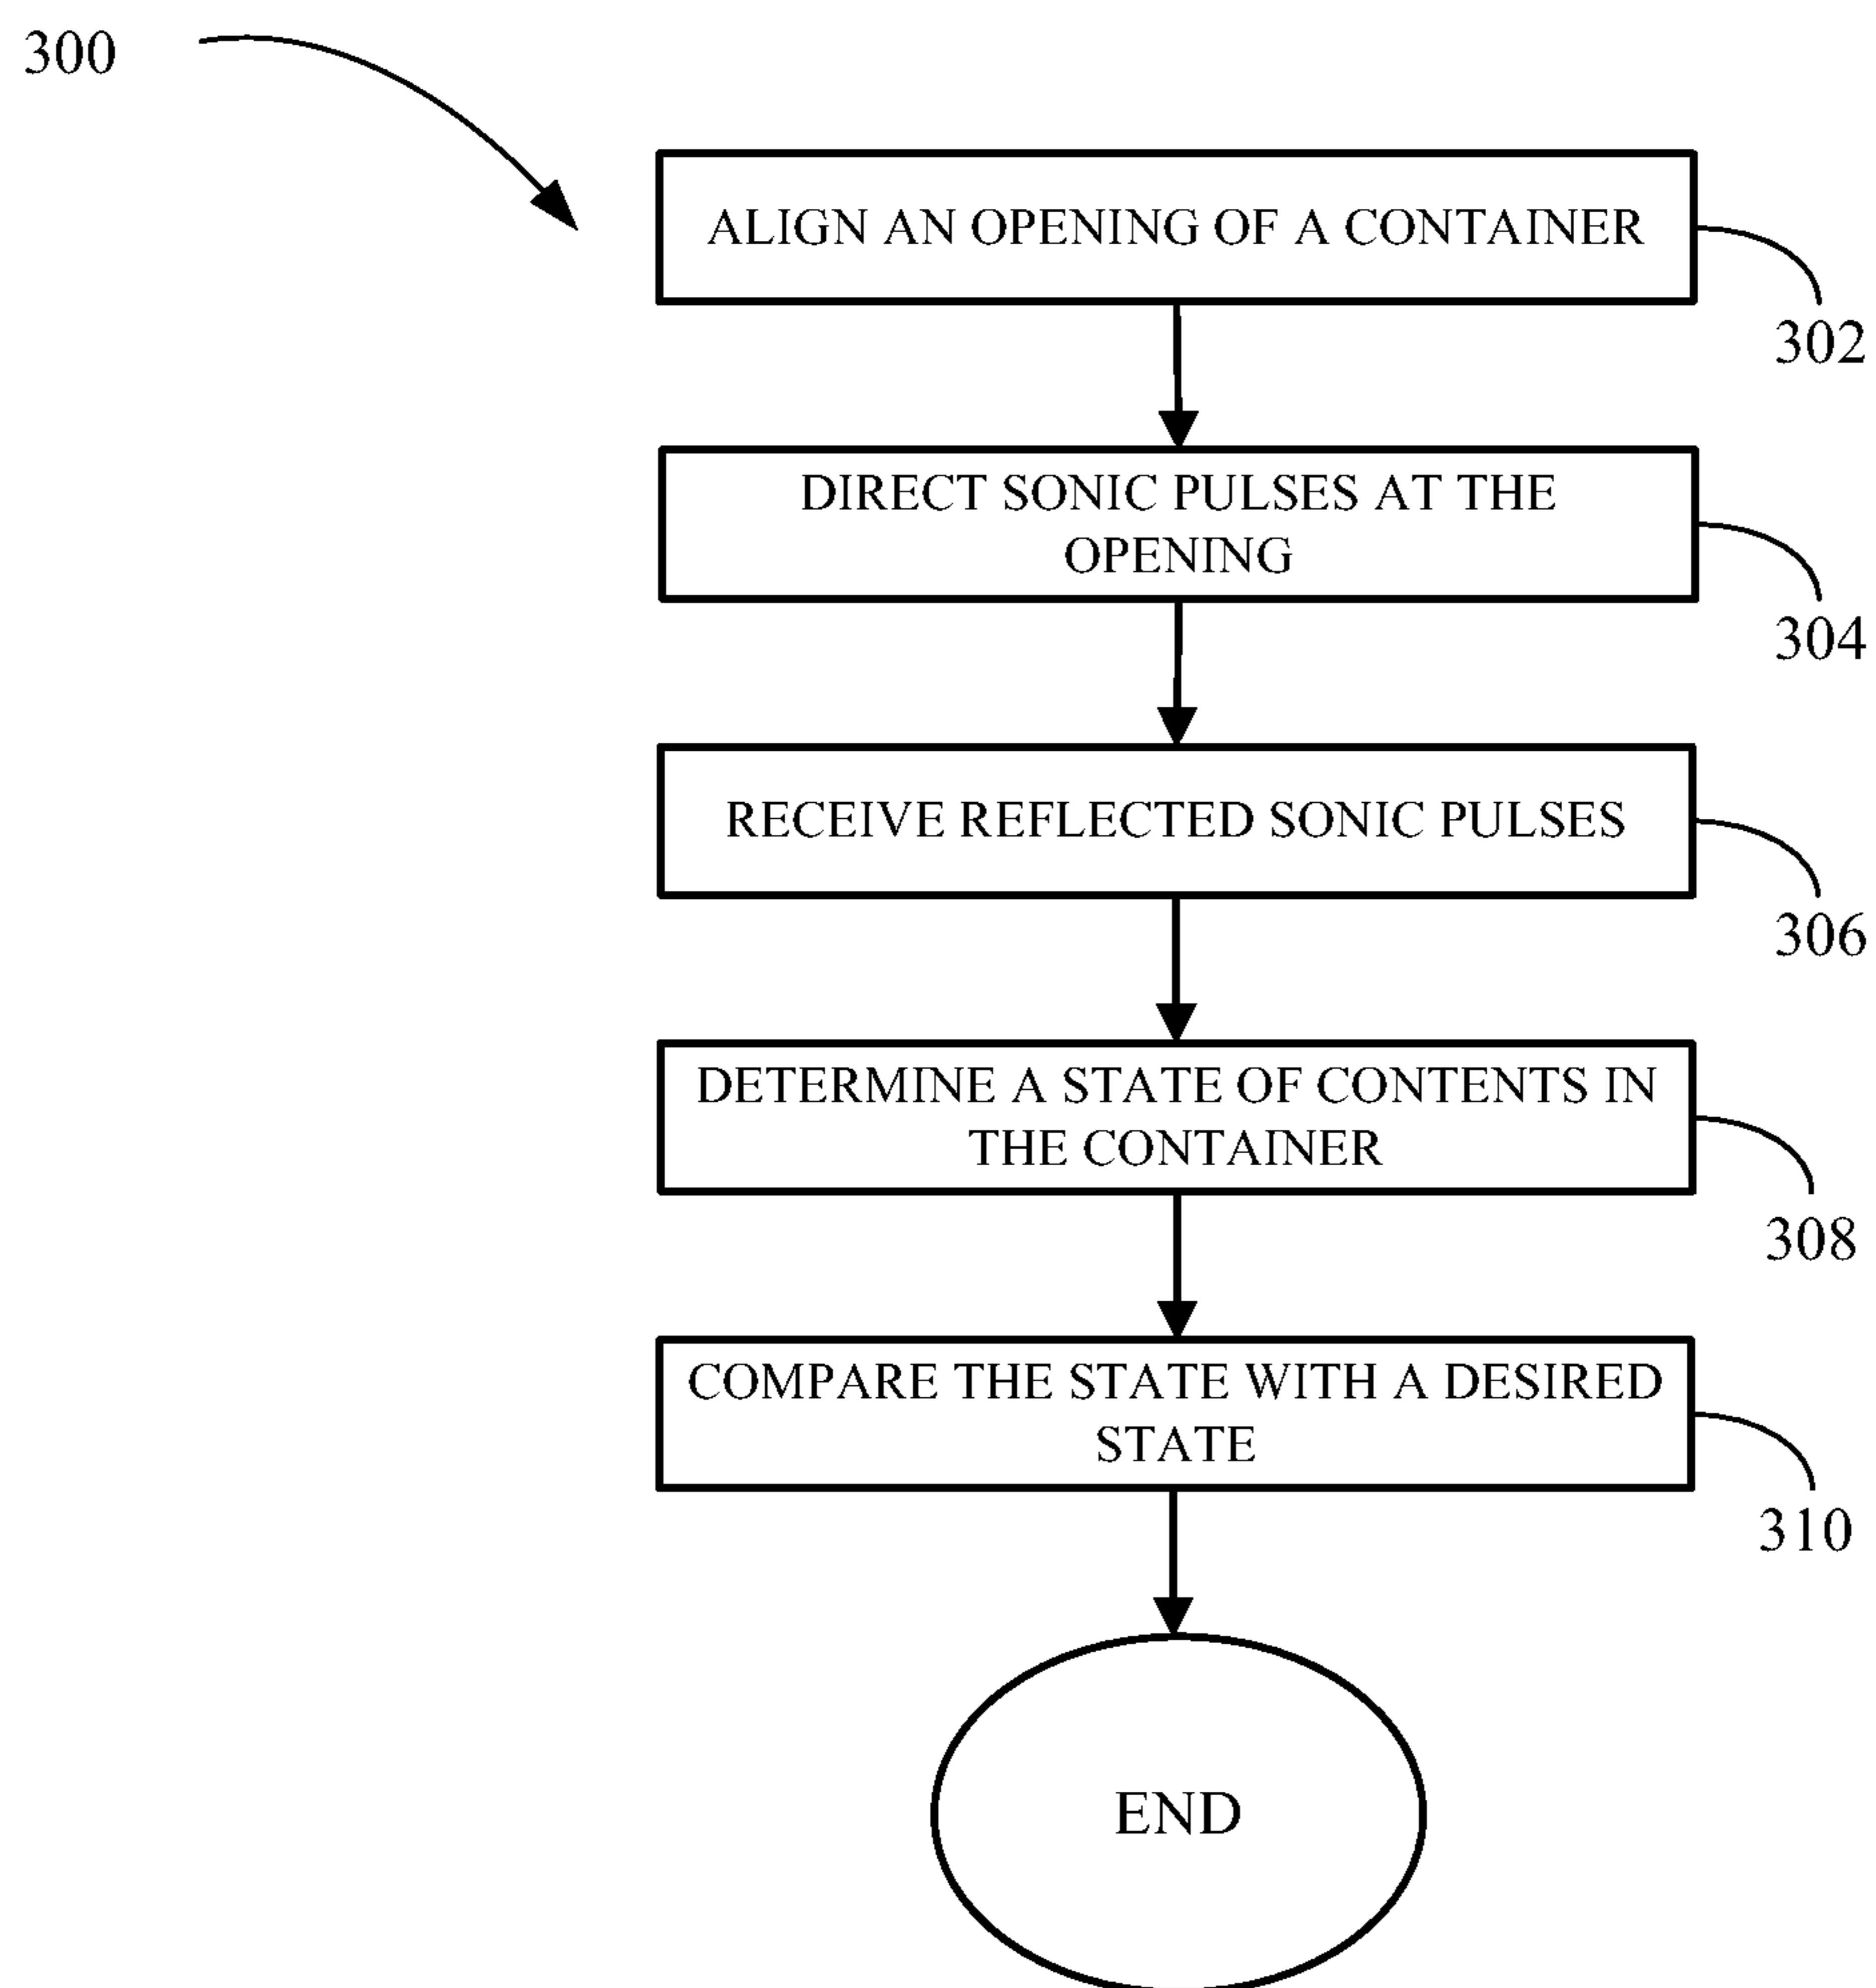 300
ALIGN AN OPENING OF A CONTAINER
302
DIRECT SONIC PULSES AT THE
OPENING
304
RECEIVE REFLECTED SONIC PULSES
306
DETERMINE A STATE OF CONTENTS IN
THE CONTAINER
308
COMPARE THE STATE WITH A DESIRED
STATE
310
END